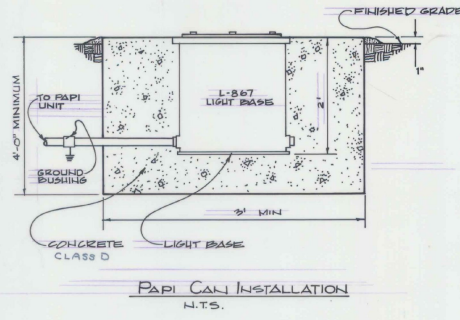 FINISHED GRADE
1"
L-867
LIGHT BASE
2'
4'-0" MINIMUM
TO PAPI
UNIT
GROUND
BUSHING
3' MIN
CONCRETE
CLASS D
LIGHT BASE
PAPI CAN INSTALLATION
N.T.S.